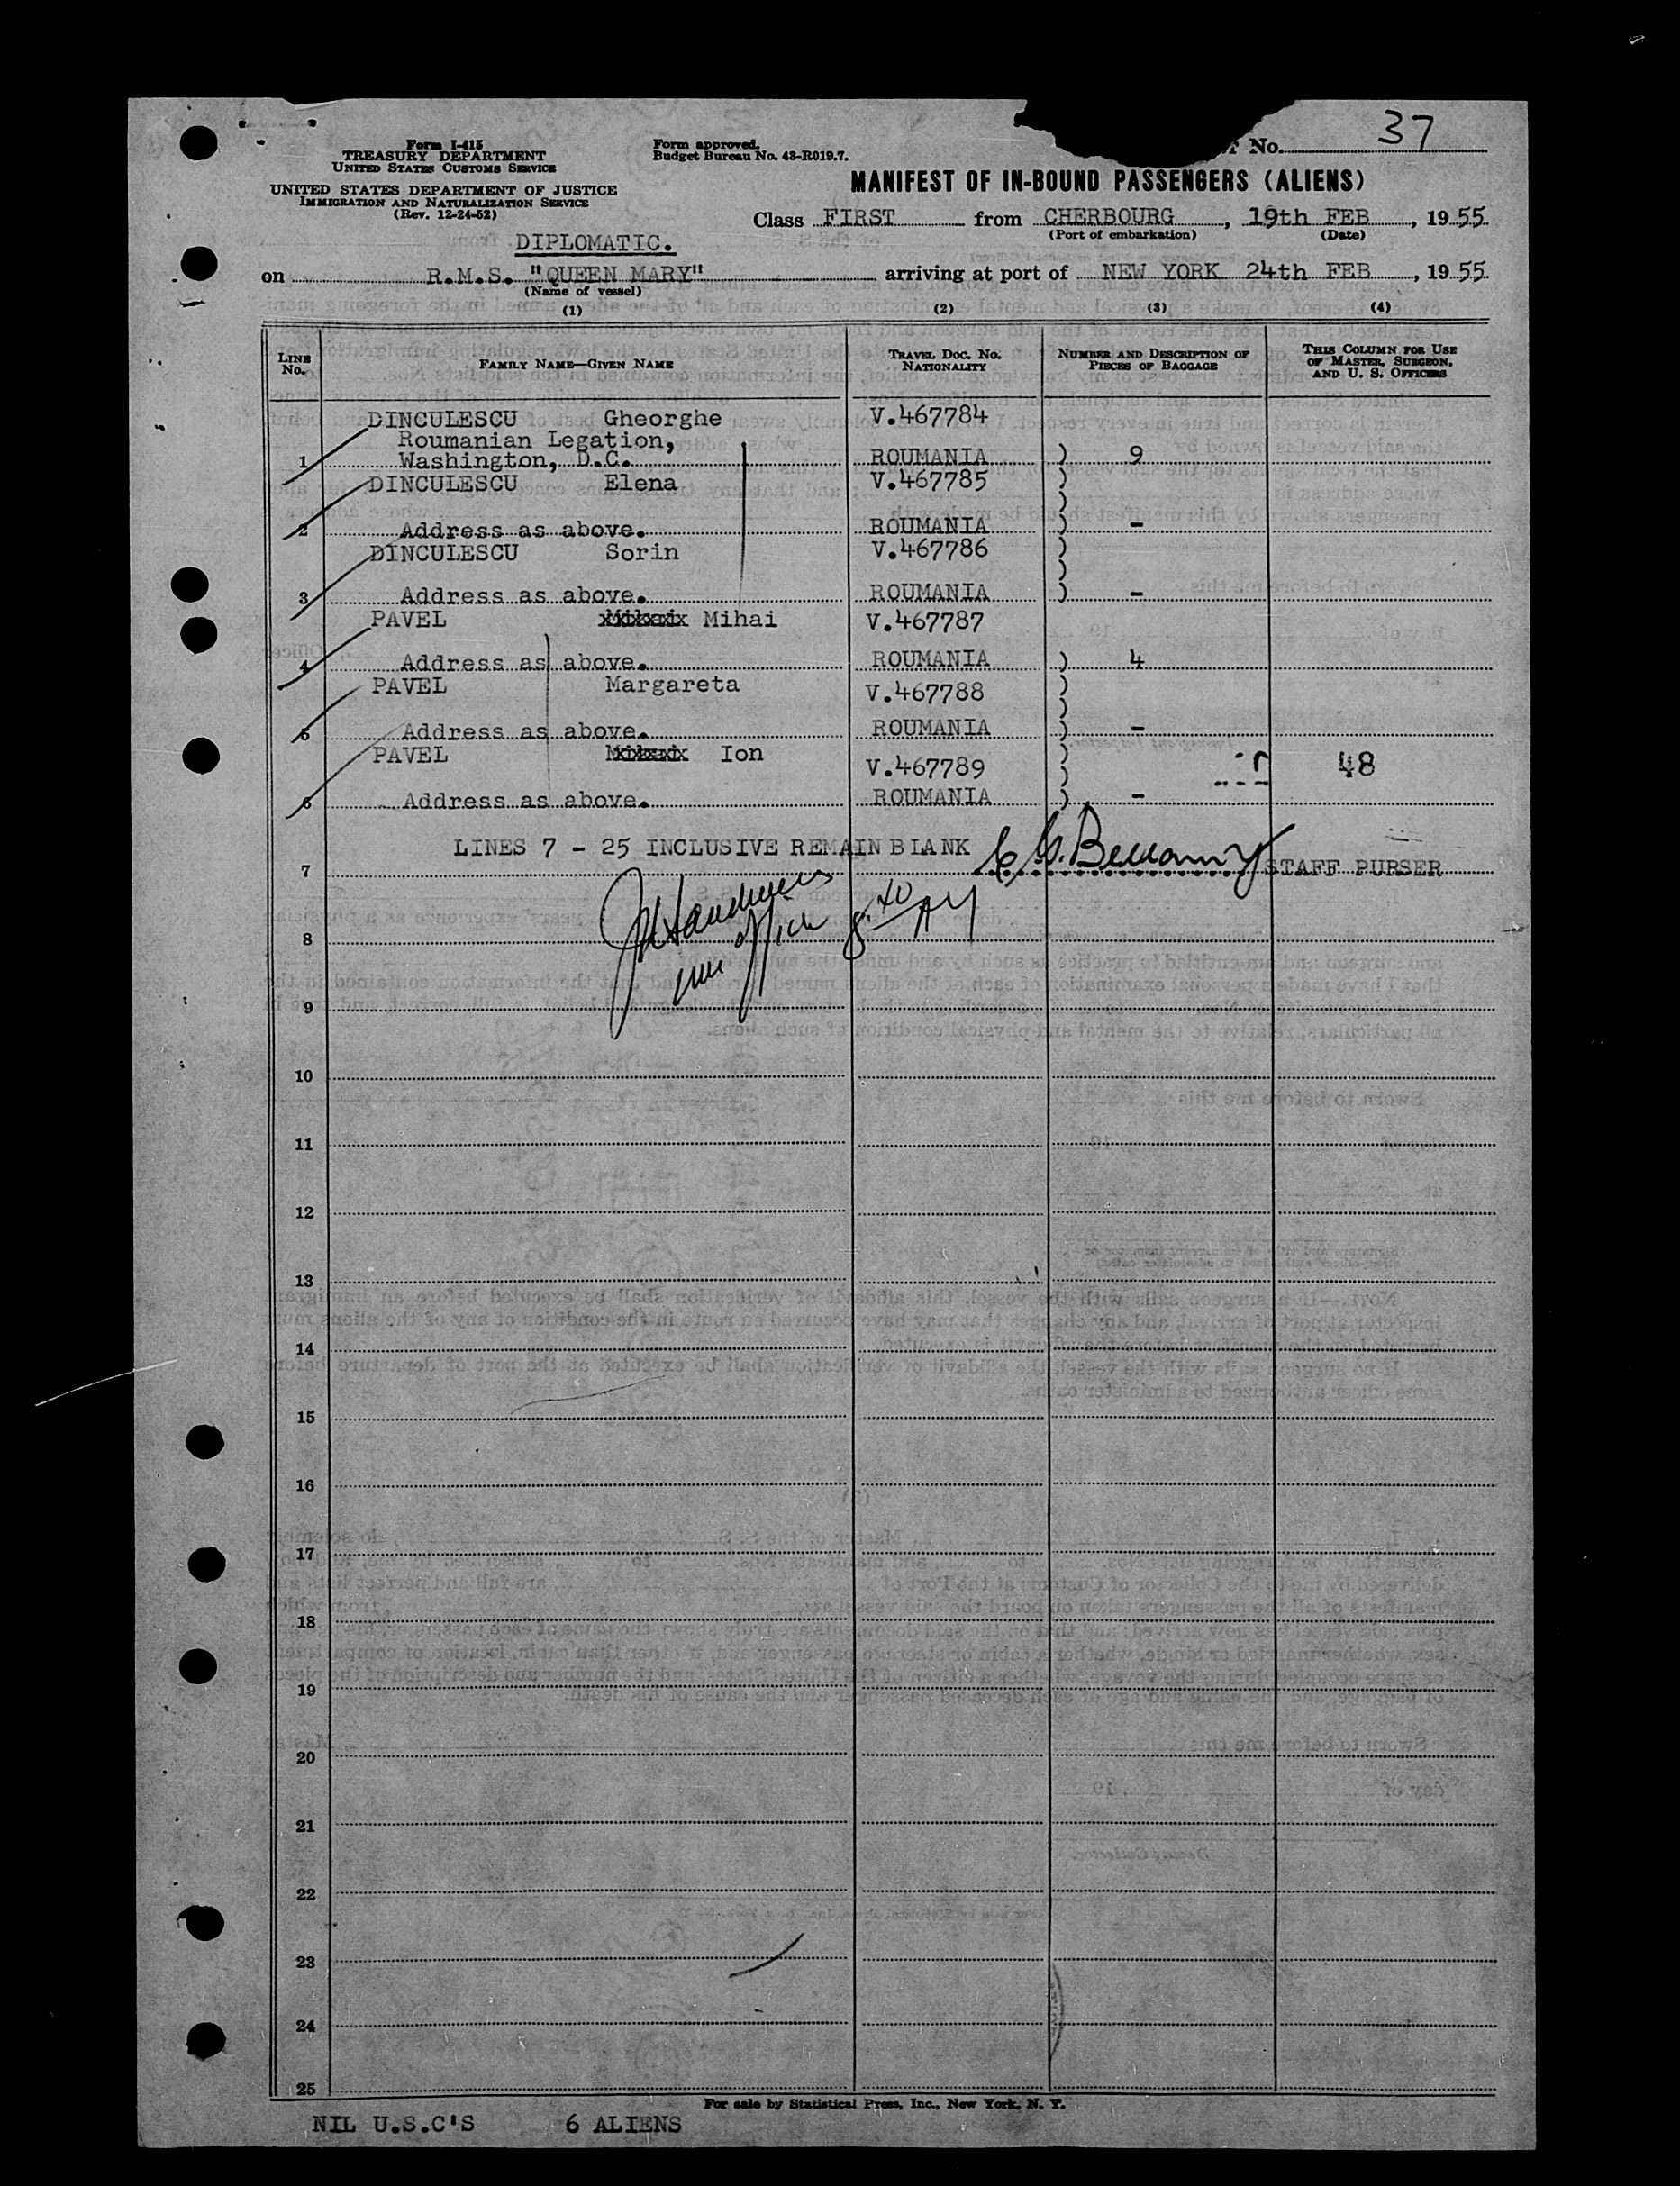 Form I-415
TREASURY DEPARTMENT
UNITED STATES CUSTOMS SERVICE
UNITED STATES DEPARTMENT OF JUSTICE
IMMIGRATION AND NATURALIZATION SERVICE
(Rev. 12-24-52)
Form approved.
Budget Bureau No. 43-R019.7.
No. 37
MANIFEST OF IN-BOUND PASSENGERS (ALIENS)
Class FIRST from CHERBOURG, 19th FEB, 1955
(Port of embarkation) (Date)
DIPLOMATIC.
on R.M.S. "QUEEN MARY" arriving at port of NEW YORK 24th FEB, 1955
(Name of vessel)
(1) (2) (3) (4)
LINE No. FAMILY NAME—GIVEN NAME TRAVEL DOC. No. NATIONALITY NUMBER AND DESCRIPTION OF PIECES OF BAGGAGE THIS COLUMN FOR USE OF MASTER, SURGEON, AND U. S. OFFICERS
DINCULESCU Gheorghe V.467784
Roumanian Legation,
1 Washington, D.C. ROUMANIA ) 9
DINCULESCU Elena V.467785 )
2 Address as above. ROUMANIA ) -
DINCULESCU Sorin V.467786 )
3 Address as above. ROUMANIA ) -
PAVEL Mihai V.467787
4 Address as above. ROUMANIA ) 4
PAVEL Margareta V.467788 )
5 Address as above. ROUMANIA ) -
PAVEL Ion V.467789 ) 48
6 Address as above. ROUMANIA ) -
LINES 7 - 25 INCLUSIVE REMAIN BLANK
7 STAFF PURSER
8
9
10
11
12
13
14
15
16
17
18
19
20
21
22
23
24
25
For sale by Statistical Press, Inc., New York, N. Y.
NIL U.S.C'S 6 ALIENS